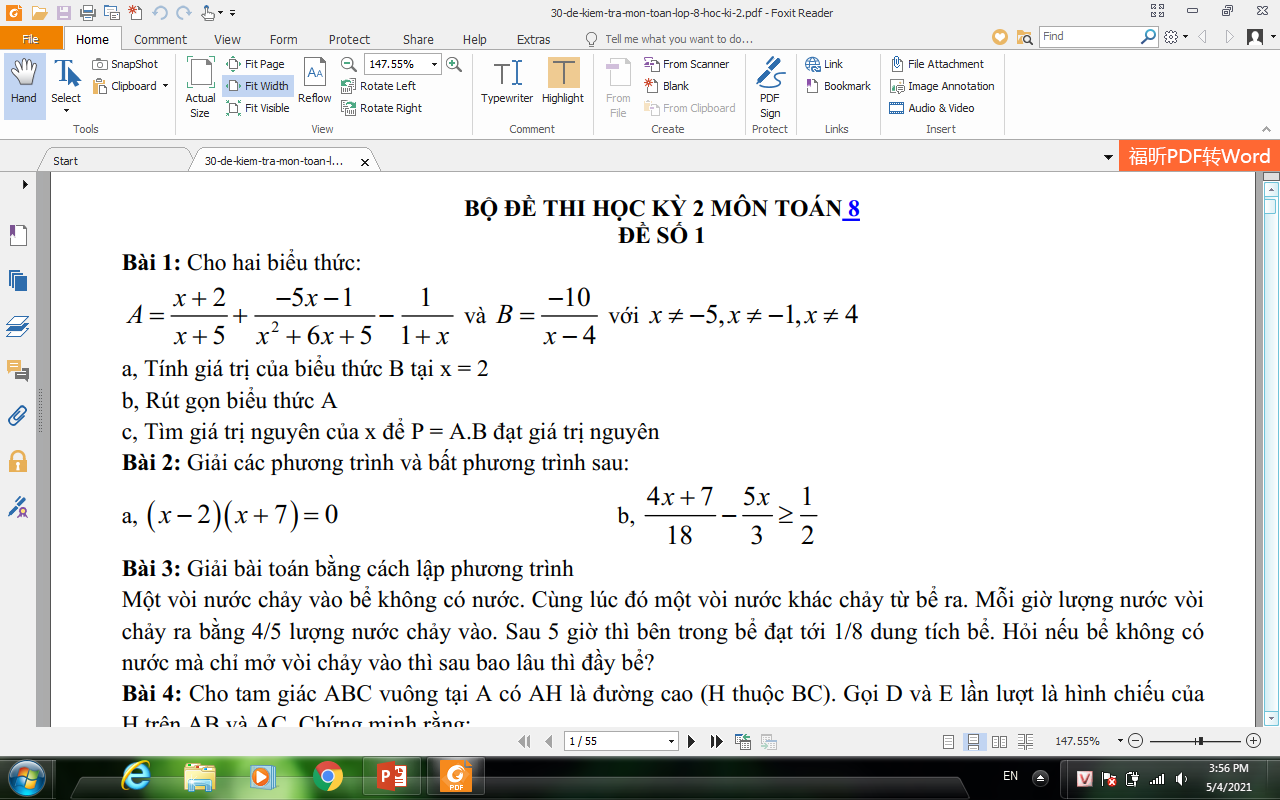 30-de-kiem-tra-mon-toan-lop-8-hoc-ki-2.pdf - Foxit Reader
File Home Comment View Form Protect Share Help Extras Tell me what you want to do… Find
Hand Select SnapShot Clipboard Actual Size Fit Page Fit Width Fit Visible Reflow 147.55% Rotate Left Rotate Right Typewriter Highlight From File From Scanner Blank From Clipboard PDF Sign Link Bookmark File Attachment Image Annotation Audio & Video
Tools View Comment Create Protect Links Insert
Start 30-de-kiem-tra-mon-toan-l... 福昕PDF转Word
BỘ ĐỀ THI HỌC KỲ 2 MÔN TOÁN 8
ĐỀ SỐ 1
Bài 1: Cho hai biểu thức:
A = (x + 2)/(x + 5) + (−5x − 1)/(x² + 6x + 5) − 1/(1 + x) và B = −10/(x − 4) với x ≠ −5, x ≠ −1, x ≠ 4
a, Tính giá trị của biểu thức B tại x = 2
b, Rút gọn biểu thức A
c, Tìm giá trị nguyên của x để P = A.B đạt giá trị nguyên
Bài 2: Giải các phương trình và bất phương trình sau:
a, (x − 2)(x + 7) = 0 b, (4x + 7)/18 − 5x/3 ≥ 1/2
Bài 3: Giải bài toán bằng cách lập phương trình
Một vòi nước chảy vào bể không có nước. Cùng lúc đó một vòi nước khác chảy từ bể ra. Mỗi giờ lượng nước vòi
chảy ra bằng 4/5 lượng nước chảy vào. Sau 5 giờ thì bên trong bể đạt tới 1/8 dung tích bể. Hỏi nếu bể không có
nước mà chỉ mở vòi chảy vào thì sau bao lâu thì đầy bể?
Bài 4: Cho tam giác ABC vuông tại A có AH là đường cao (H thuộc BC). Gọi D và E lần lượt là hình chiếu của
H trên AB và AC. Chứng minh rằng:
1 / 55 147.55%
EN 3:56 PM
5/4/2021